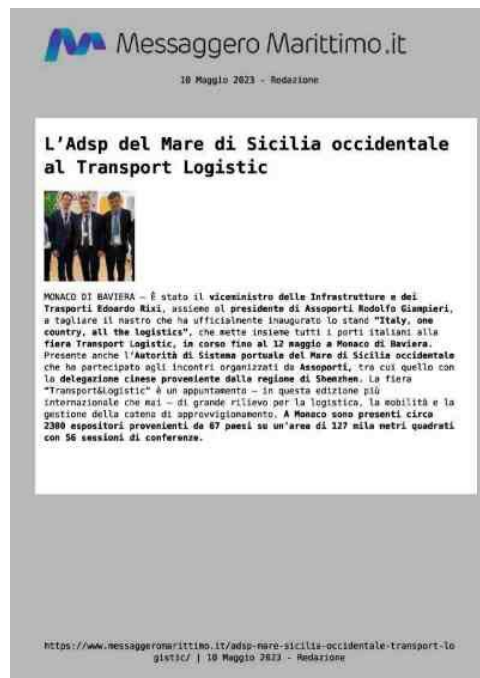 Messaggero Marittimo.it
10 Maggio 2023 - Redazione
L'Adsp del Mare di Sicilia occidentale
al Transport Logistic
MONACO DI BAVIERA – È stato il viceministro delle Infrastrutture e dei
Trasporti Edoardo Rixi, assieme al presidente di Assoporti Rodolfo Giampieri,
a tagliare il nastro che ha ufficialmente inaugurato lo stand "Italy, one
country, all the logistics", che mette insieme tutti i porti italiani alla
fiera Transport Logistic, in corso fino al 12 maggio a Monaco di Baviera.
Presente anche l'Autorità di Sistema portuale del Mare di Sicilia occidentale
che ha partecipato agli incontri organizzati da Assoporti, tra cui quello con
la delegazione cinese proveniente dalla regione di Shenzhen. La fiera
"Transport&Logistic" è un appuntamento – in questa edizione più
internazionale che mai – di grande rilievo per la logistica, la mobilità e la
gestione della catena di approvvigionamento. A Monaco sono presenti circa
2300 espositori provenienti da 67 paesi su un'area di 127 mila metri quadrati
con 56 sessioni di conferenze.
https://www.messaggeromarittimo.it/adsp-mare-sicilia-occidentale-transport-lo
gistic/ | 10 Maggio 2023 - Redazione